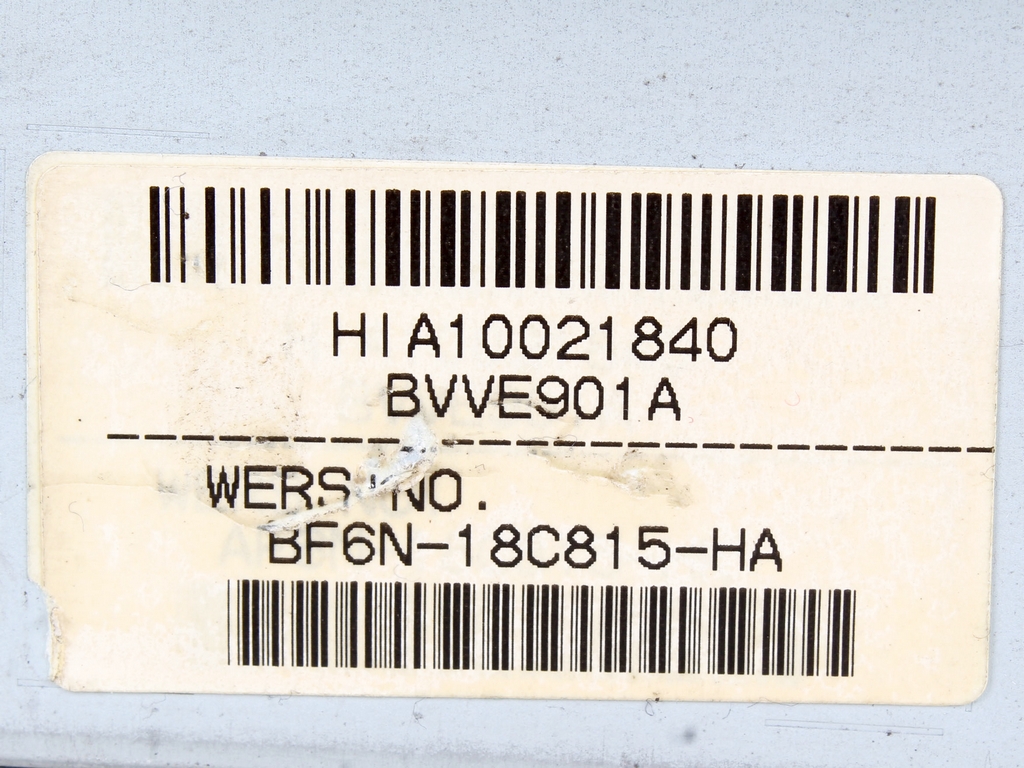 HIA10021840
BVVE901A
WERS NO.
BF6N-18C815-HA